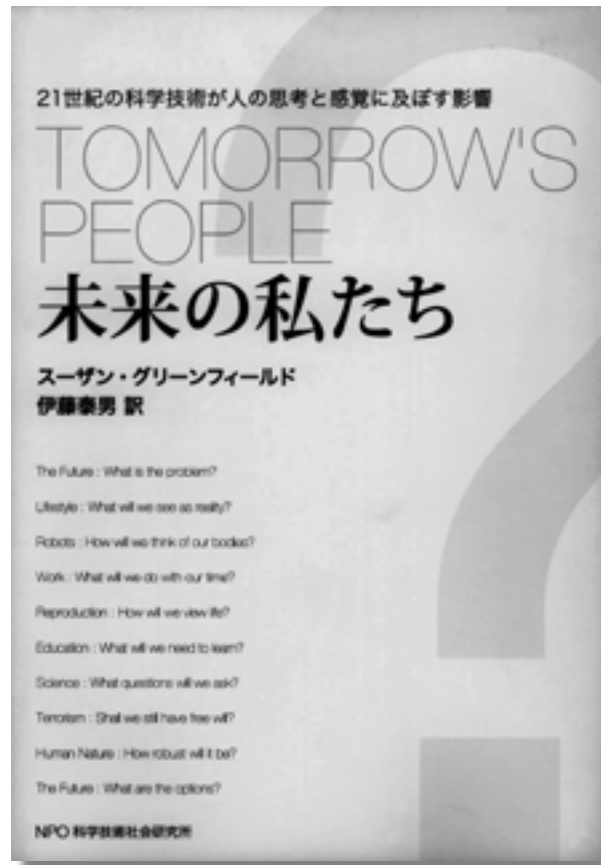 21世紀の科学技術が人の思考と感覚に及ぼす影響
TOMORROW'S
PEOPLE
未来の私たち
スーザン・グリーンフィールド
伊藤泰男 訳
The Future : What is the problem?
Lifestyle : What will we see as reality?
Robots : How will we think of our bodies?
Work : What will we do with our time?
Reproduction : How will we view life?
Education : What will we need to learn?
Science : What questions will we ask?
Terrorism : Shall we still have free will?
Human Nature : How robust will it be?
The Future : What are the options?
NPO 科学技術社会研究所